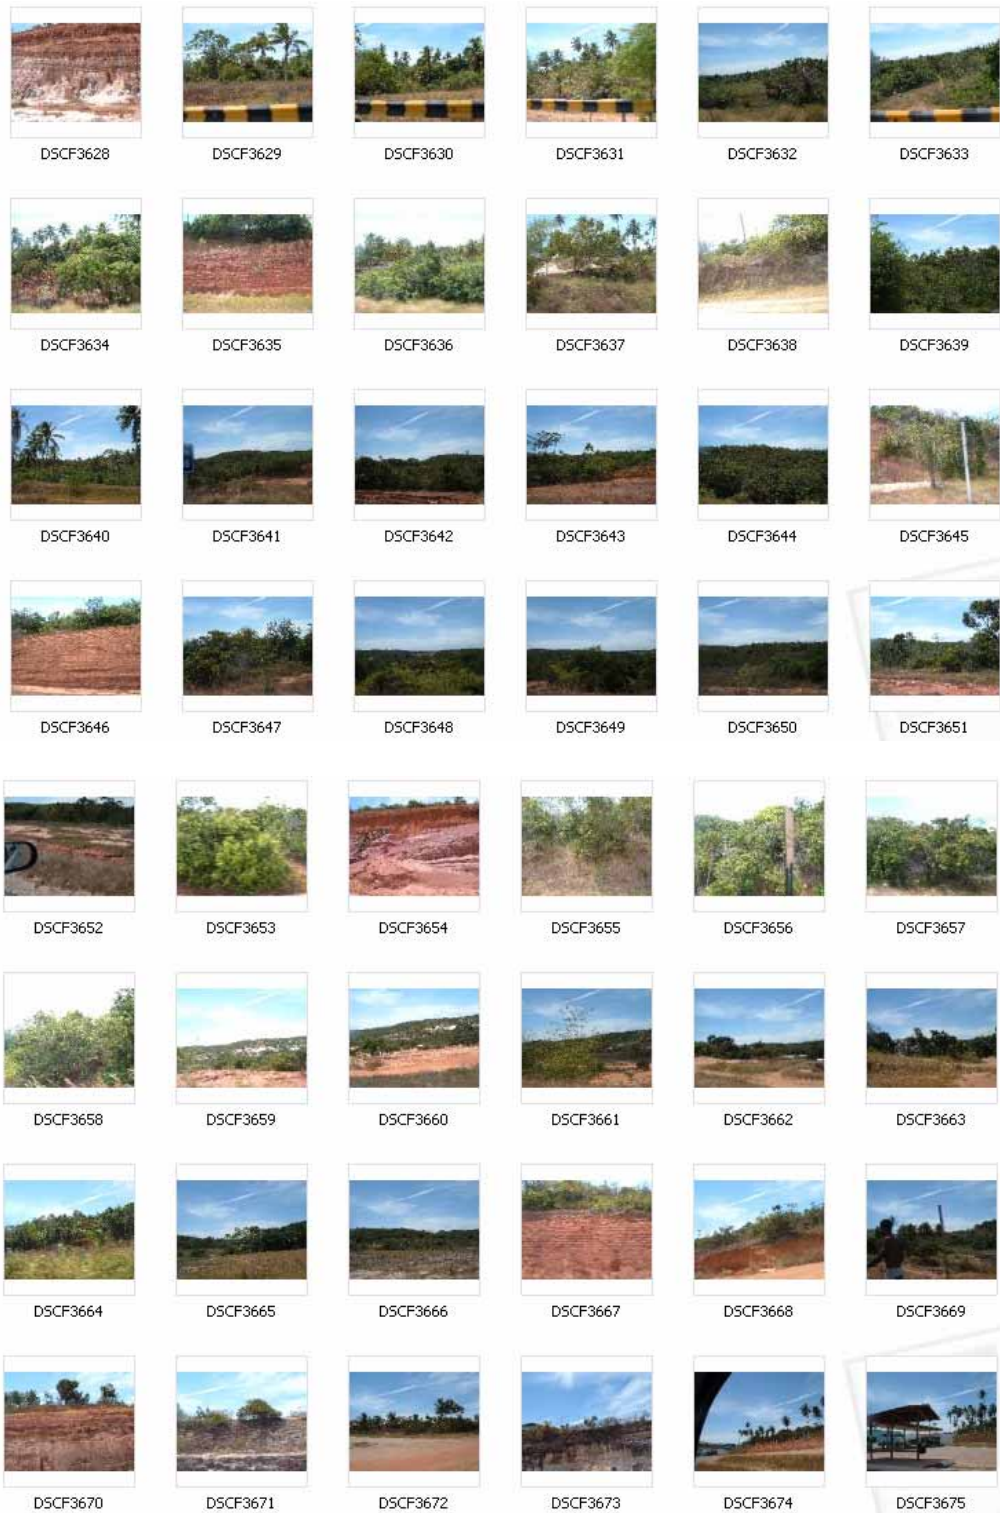 DSCF3628 DSCF3629 DSCF3630 DSCF3631 DSCF3632 DSCF3633
DSCF3634 DSCF3635 DSCF3636 DSCF3637 DSCF3638 DSCF3639
DSCF3640 DSCF3641 DSCF3642 DSCF3643 DSCF3644 DSCF3645
DSCF3646 DSCF3647 DSCF3648 DSCF3649 DSCF3650 DSCF3651
DSCF3652 DSCF3653 DSCF3654 DSCF3655 DSCF3656 DSCF3657
DSCF3658 DSCF3659 DSCF3660 DSCF3661 DSCF3662 DSCF3663
DSCF3664 DSCF3665 DSCF3666 DSCF3667 DSCF3668 DSCF3669
DSCF3670 DSCF3671 DSCF3672 DSCF3673 DSCF3674 DSCF3675